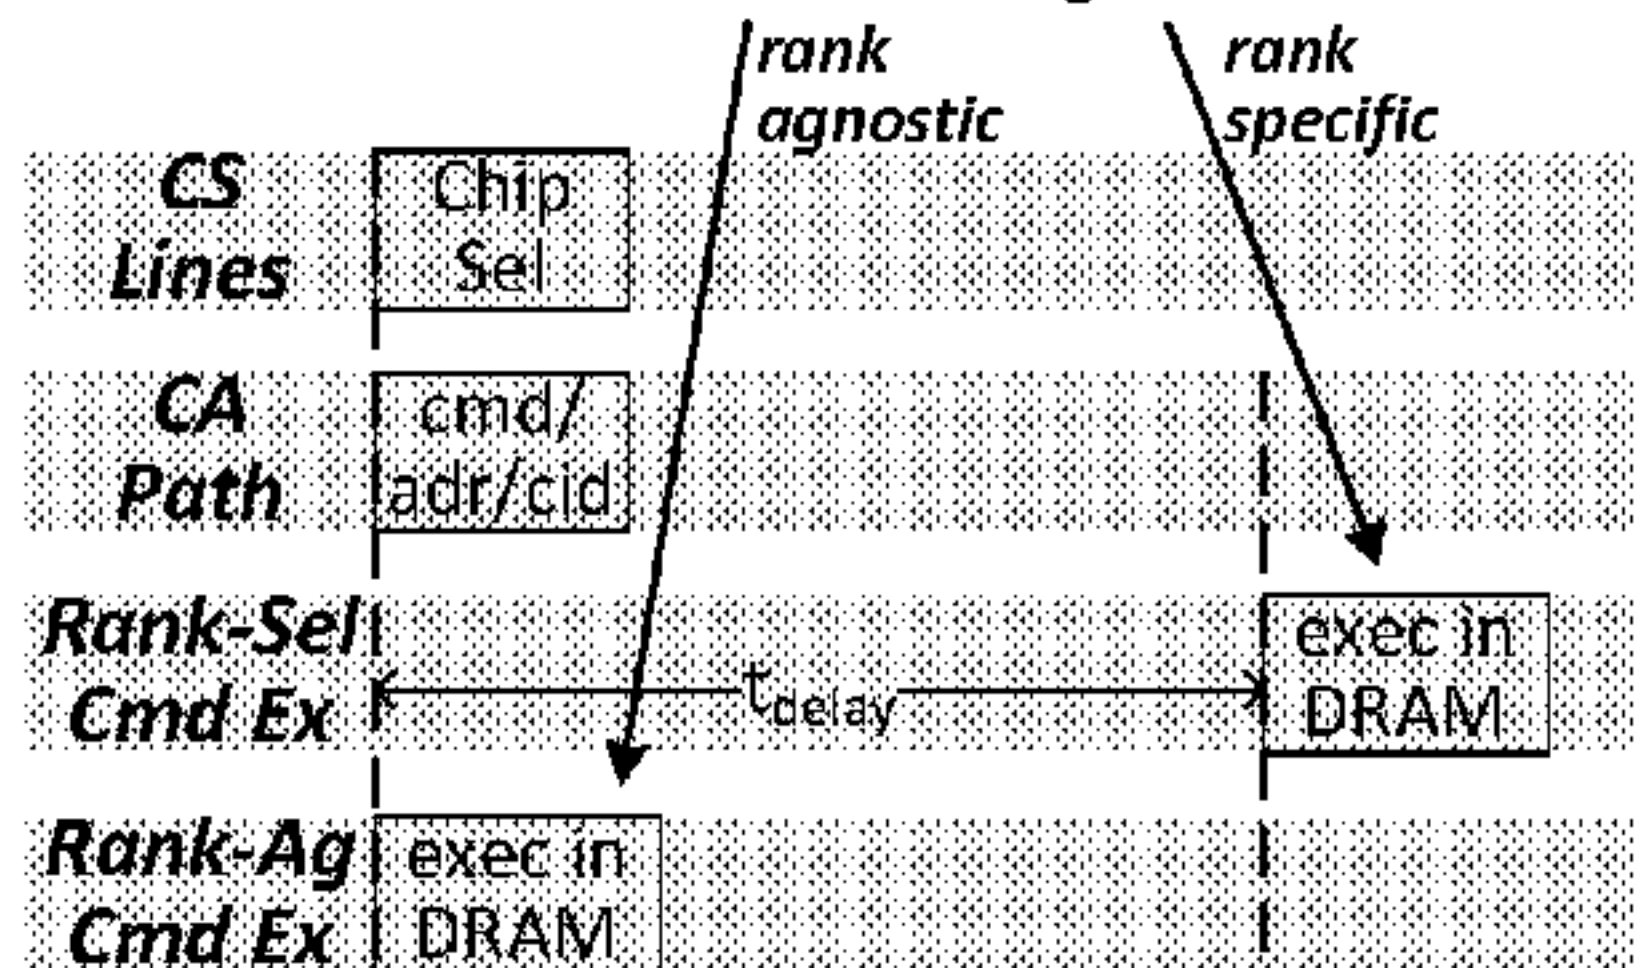 rank
agnostic
rank
specific
CS
Lines
Chip
Sel
CA
Path
cmd/
adr/cid
Rank-Sel
Cmd Ex
tdelay
exec in
DRAM
Rank-Ag
Cmd Ex
exec in
DRAM